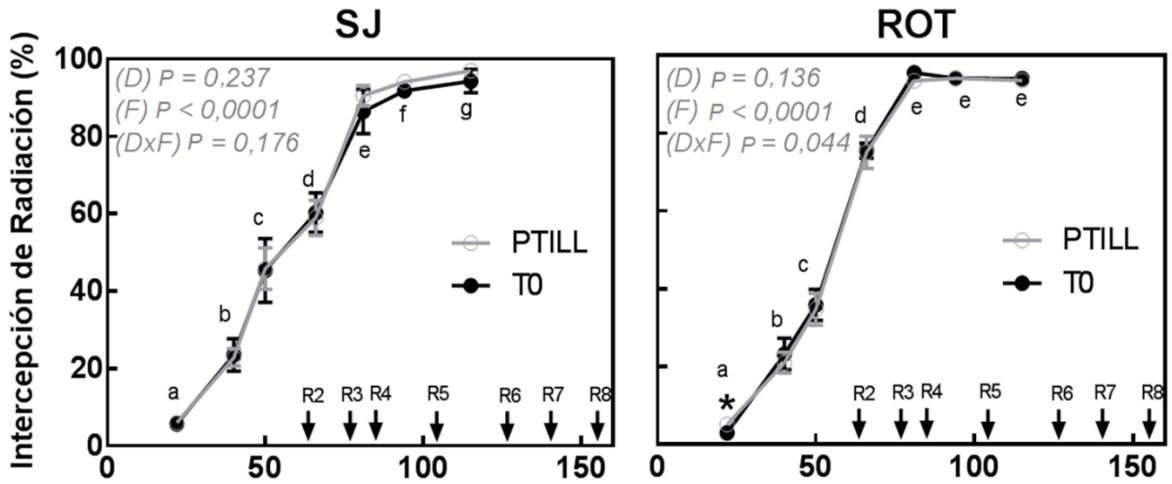 SJ
ROT
Intercepción de Radiación (%)
100
80
60
40
20
0
(D) P = 0,237
(F) P < 0,0001
(DxF) P = 0,176
a
b
c
d
e
f
g
PTILL
T0
R2 R3 R4 R5 R6 R7 R8
0 50 100 150
(D) P = 0,136
(F) P < 0,0001
(DxF) P = 0,044
a
*
b
c
d
e
e
e
PTILL
T0
R2 R3 R4 R5 R6 R7 R8
0 50 100 150